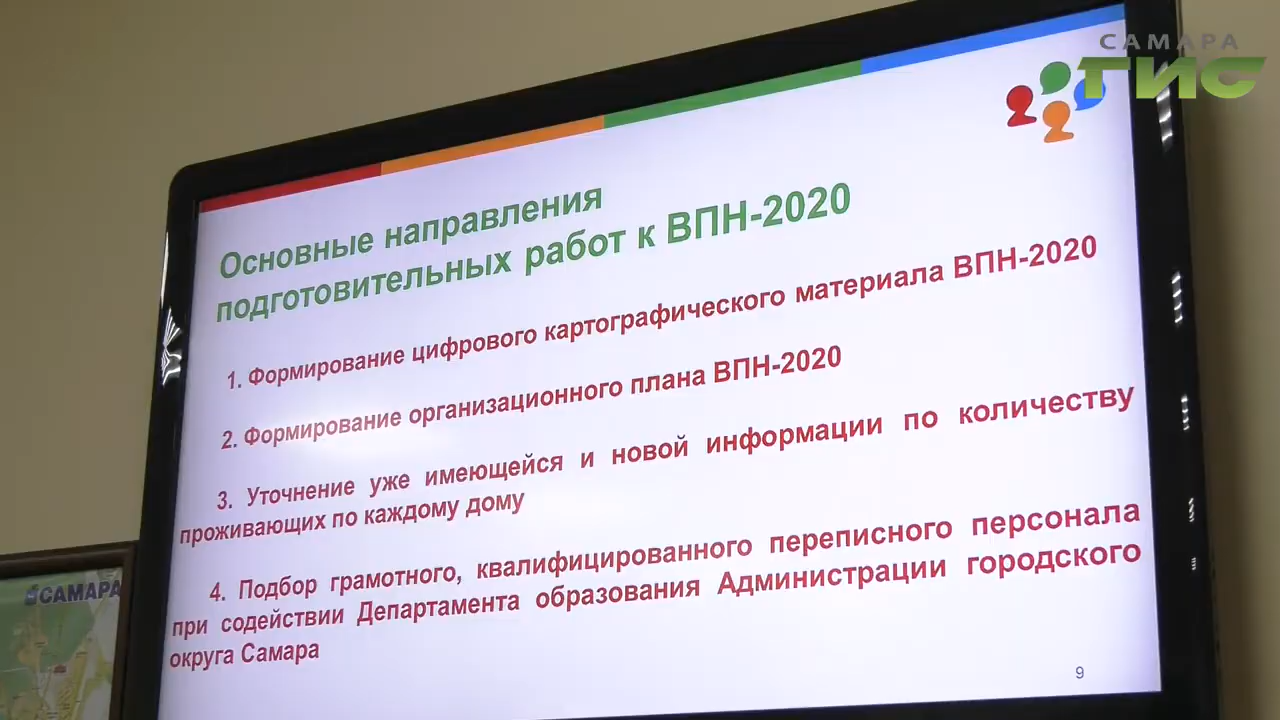 САМАРА
ГИС
Основные направления
подготовительных работ к ВПН-2020
1. Формирование цифрового картографического материала ВПН-2020
2. Формирование организационного плана ВПН-2020
3. Уточнение уже имеющейся и новой информации по количеству
проживающих по каждому дому
4. Подбор грамотного, квалифицированного переписного персонала
при содействии Департамента образования Администрации городского
округа Самара
9
САМАРА